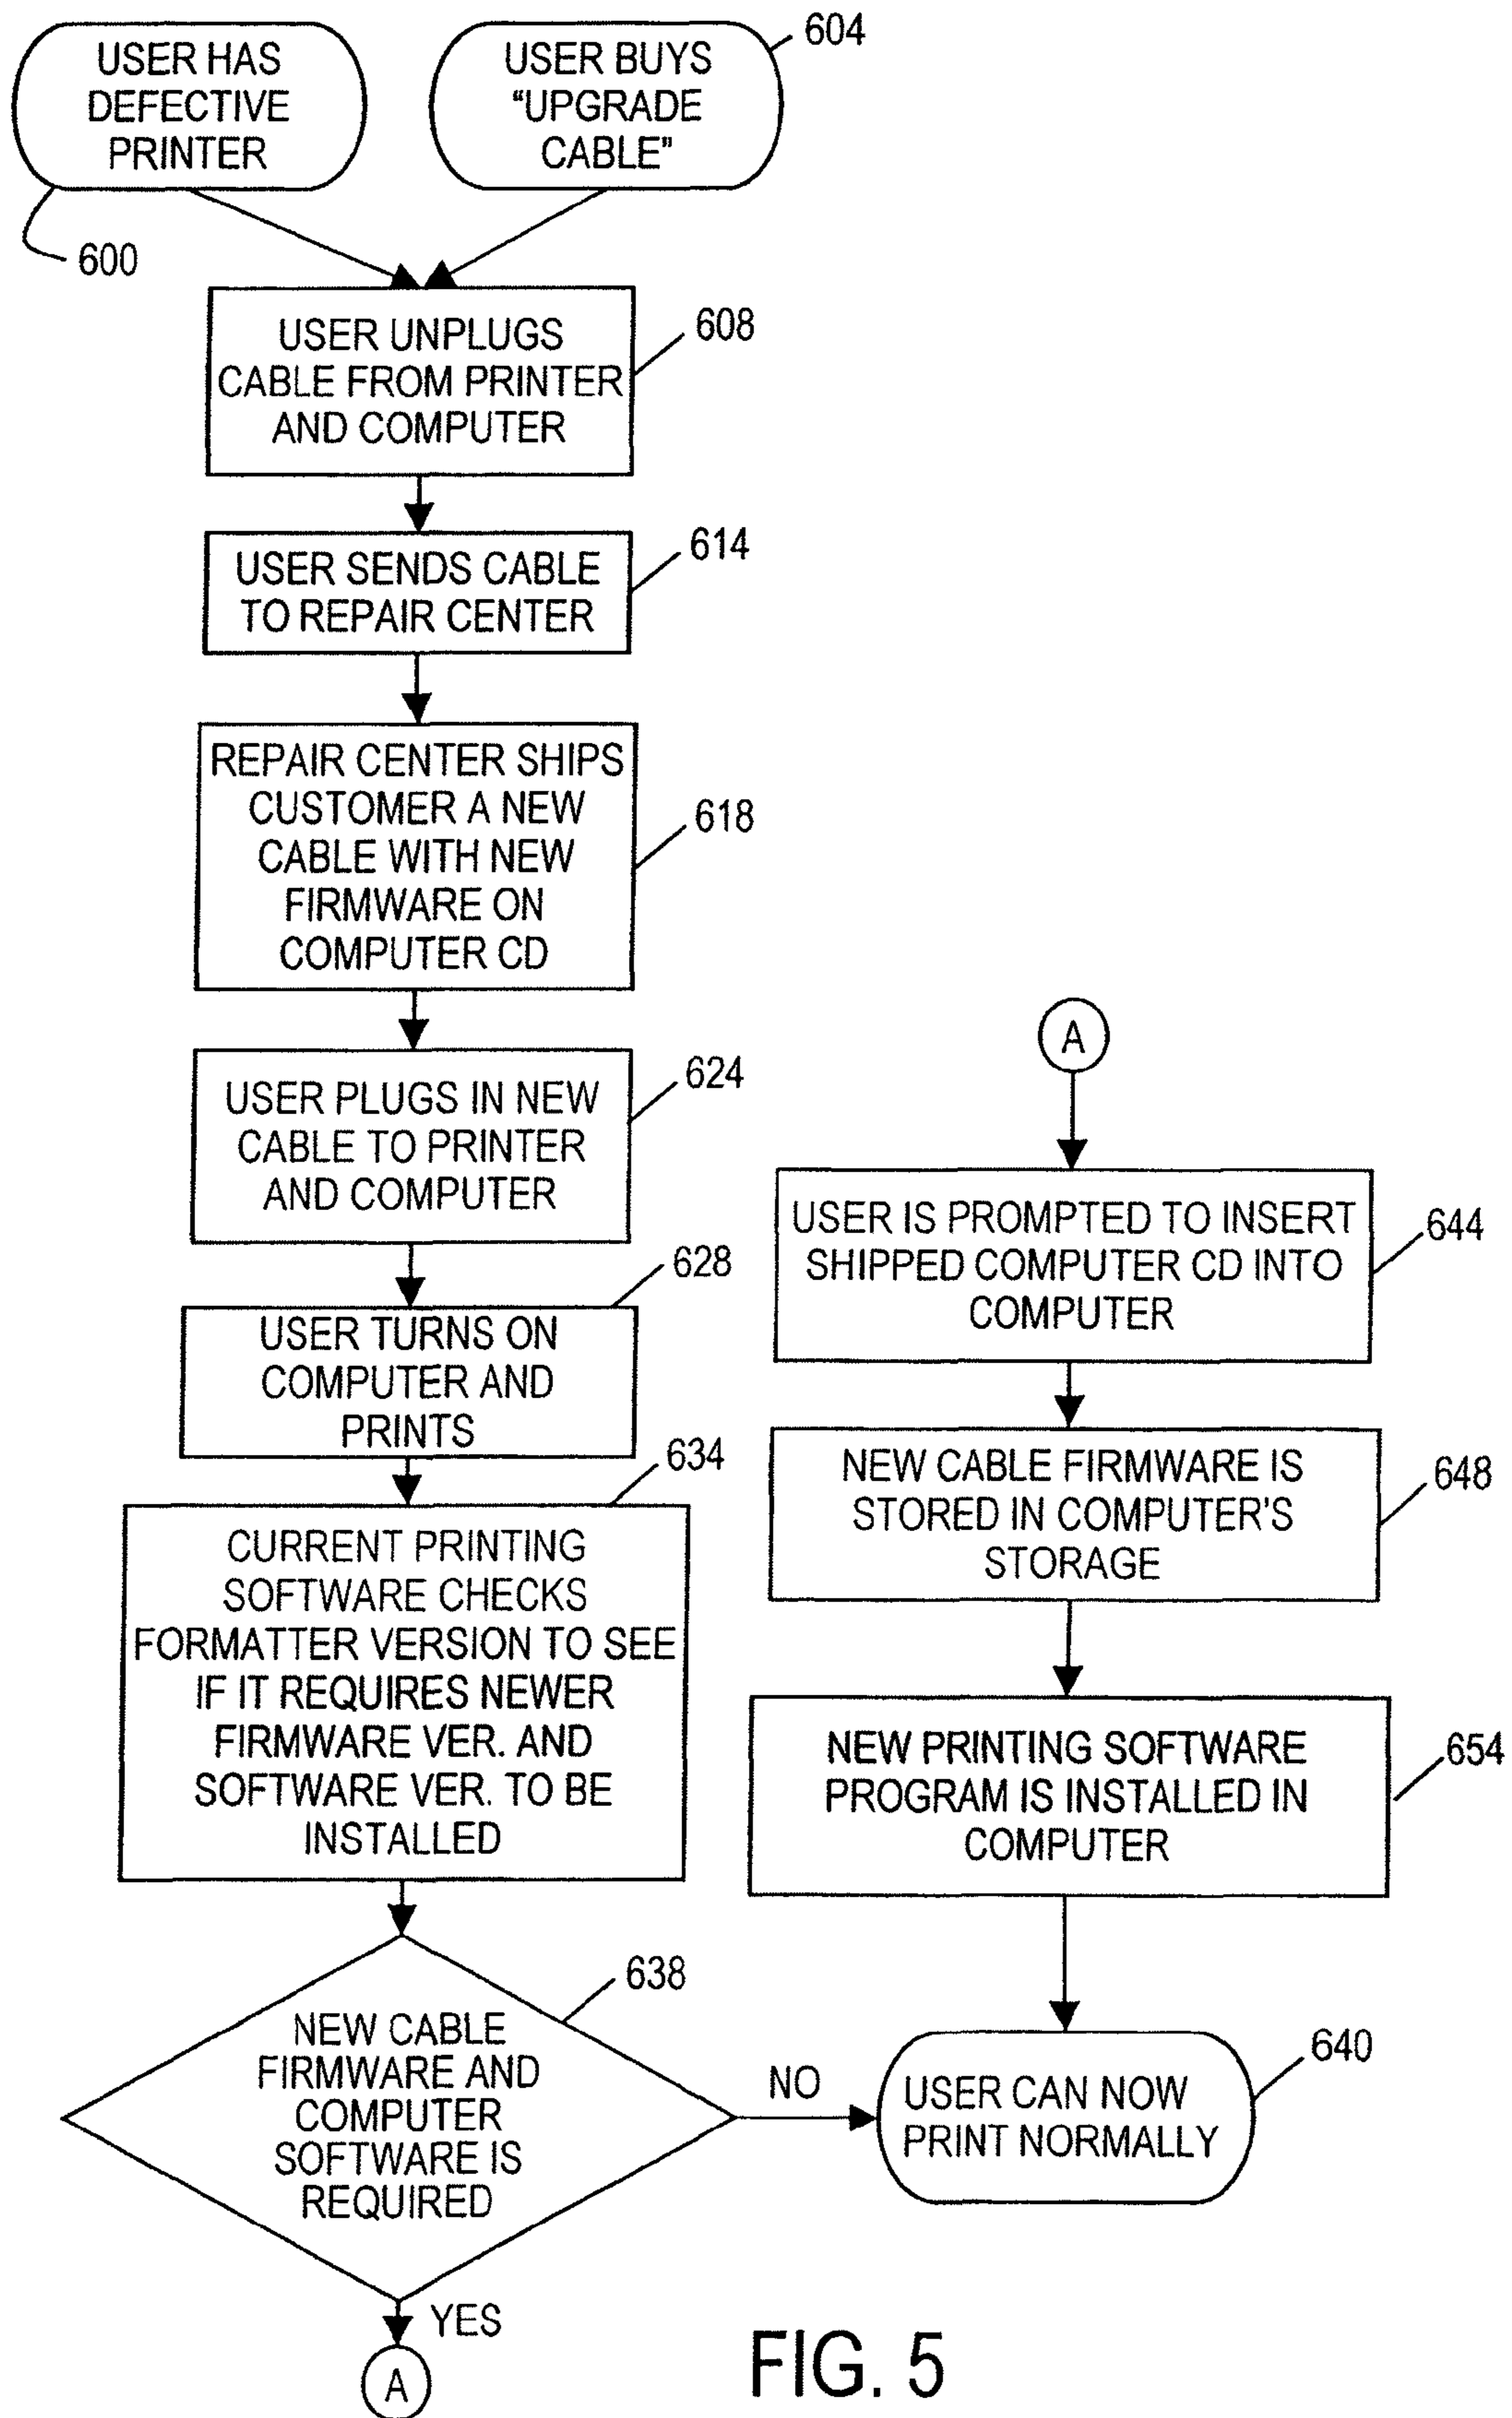 USER HAS
DEFECTIVE
PRINTER
600
USER BUYS
“UPGRADE
CABLE”
604
USER UNPLUGS
CABLE FROM PRINTER
AND COMPUTER
608
USER SENDS CABLE
TO REPAIR CENTER
614
REPAIR CENTER SHIPS
CUSTOMER A NEW
CABLE WITH NEW
FIRMWARE ON
COMPUTER CD
618
USER PLUGS IN NEW
CABLE TO PRINTER
AND COMPUTER
624
USER TURNS ON
COMPUTER AND
PRINTS
628
CURRENT PRINTING
SOFTWARE CHECKS
FORMATTER VERSION TO SEE
IF IT REQUIRES NEWER
FIRMWARE VER. AND
SOFTWARE VER. TO BE
INSTALLED
634
NEW CABLE
FIRMWARE AND
COMPUTER
SOFTWARE IS
REQUIRED
638
NO
YES
A
A
USER IS PROMPTED TO INSERT
SHIPPED COMPUTER CD INTO
COMPUTER
644
NEW CABLE FIRMWARE IS
STORED IN COMPUTER'S
STORAGE
648
NEW PRINTING SOFTWARE
PROGRAM IS INSTALLED IN
COMPUTER
654
USER CAN NOW
PRINT NORMALLY
640
FIG. 5